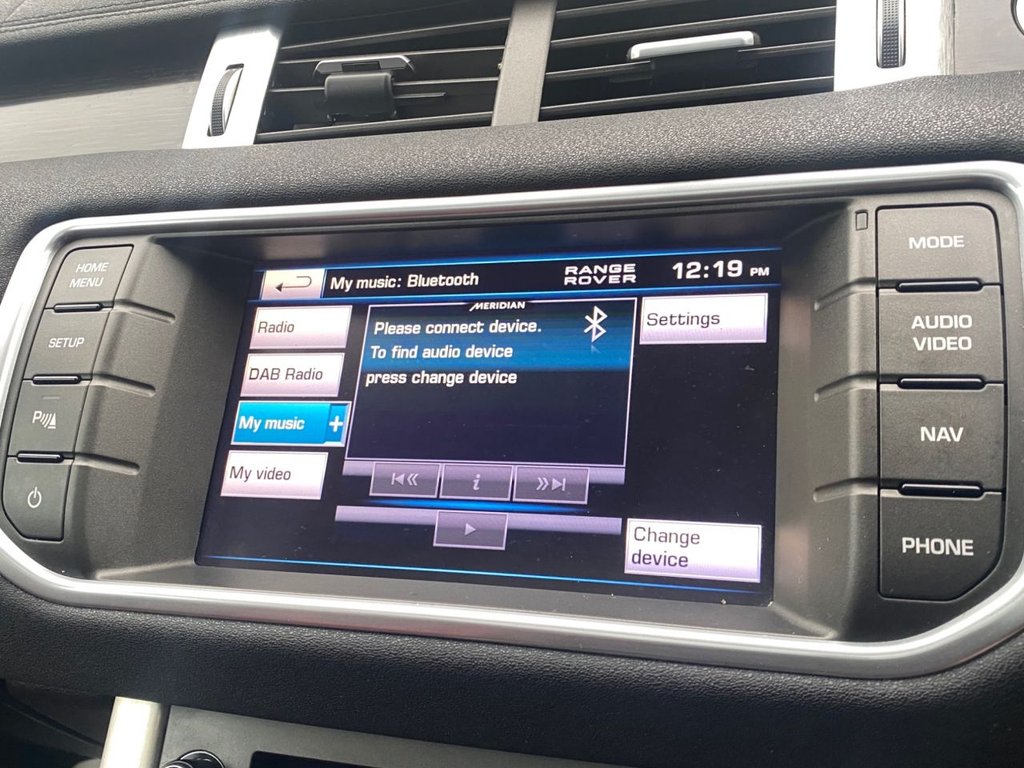 HOME
MENU
SETUP
P
My music: Bluetooth
RANGE
ROVER
12:19 PM
Radio
DAB Radio
My music +
My video
MERIDIAN
Please connect device.
To find audio device
press change device
i
Settings
Change
device
MODE
AUDIO
VIDEO
NAV
PHONE